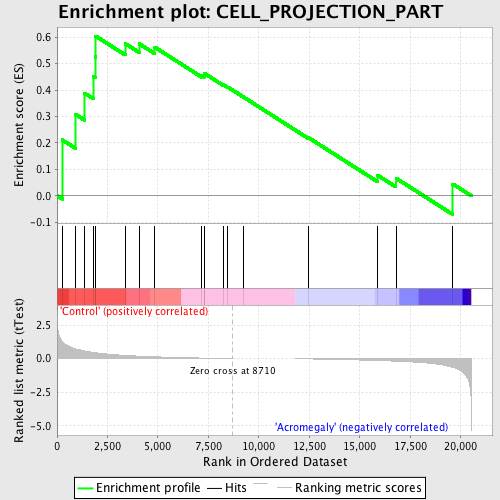 Enrichment plot: CELL_PROJECTION_PART
Enrichment score (ES)
0.6
0.5
0.4
0.3
0.2
0.1
0.0
-0.1
'Control' (positively correlated)
Ranked list metric (tTest)
2.5
0.0
-2.5
-5.0
Zero cross at 8710
'Acromegaly' (negatively correlated)
0 2,500 5,000 7,500 10,000 12,500 15,000 17,500 20,000
Rank in Ordered Dataset
Enrichment profile Hits Ranking metric scores